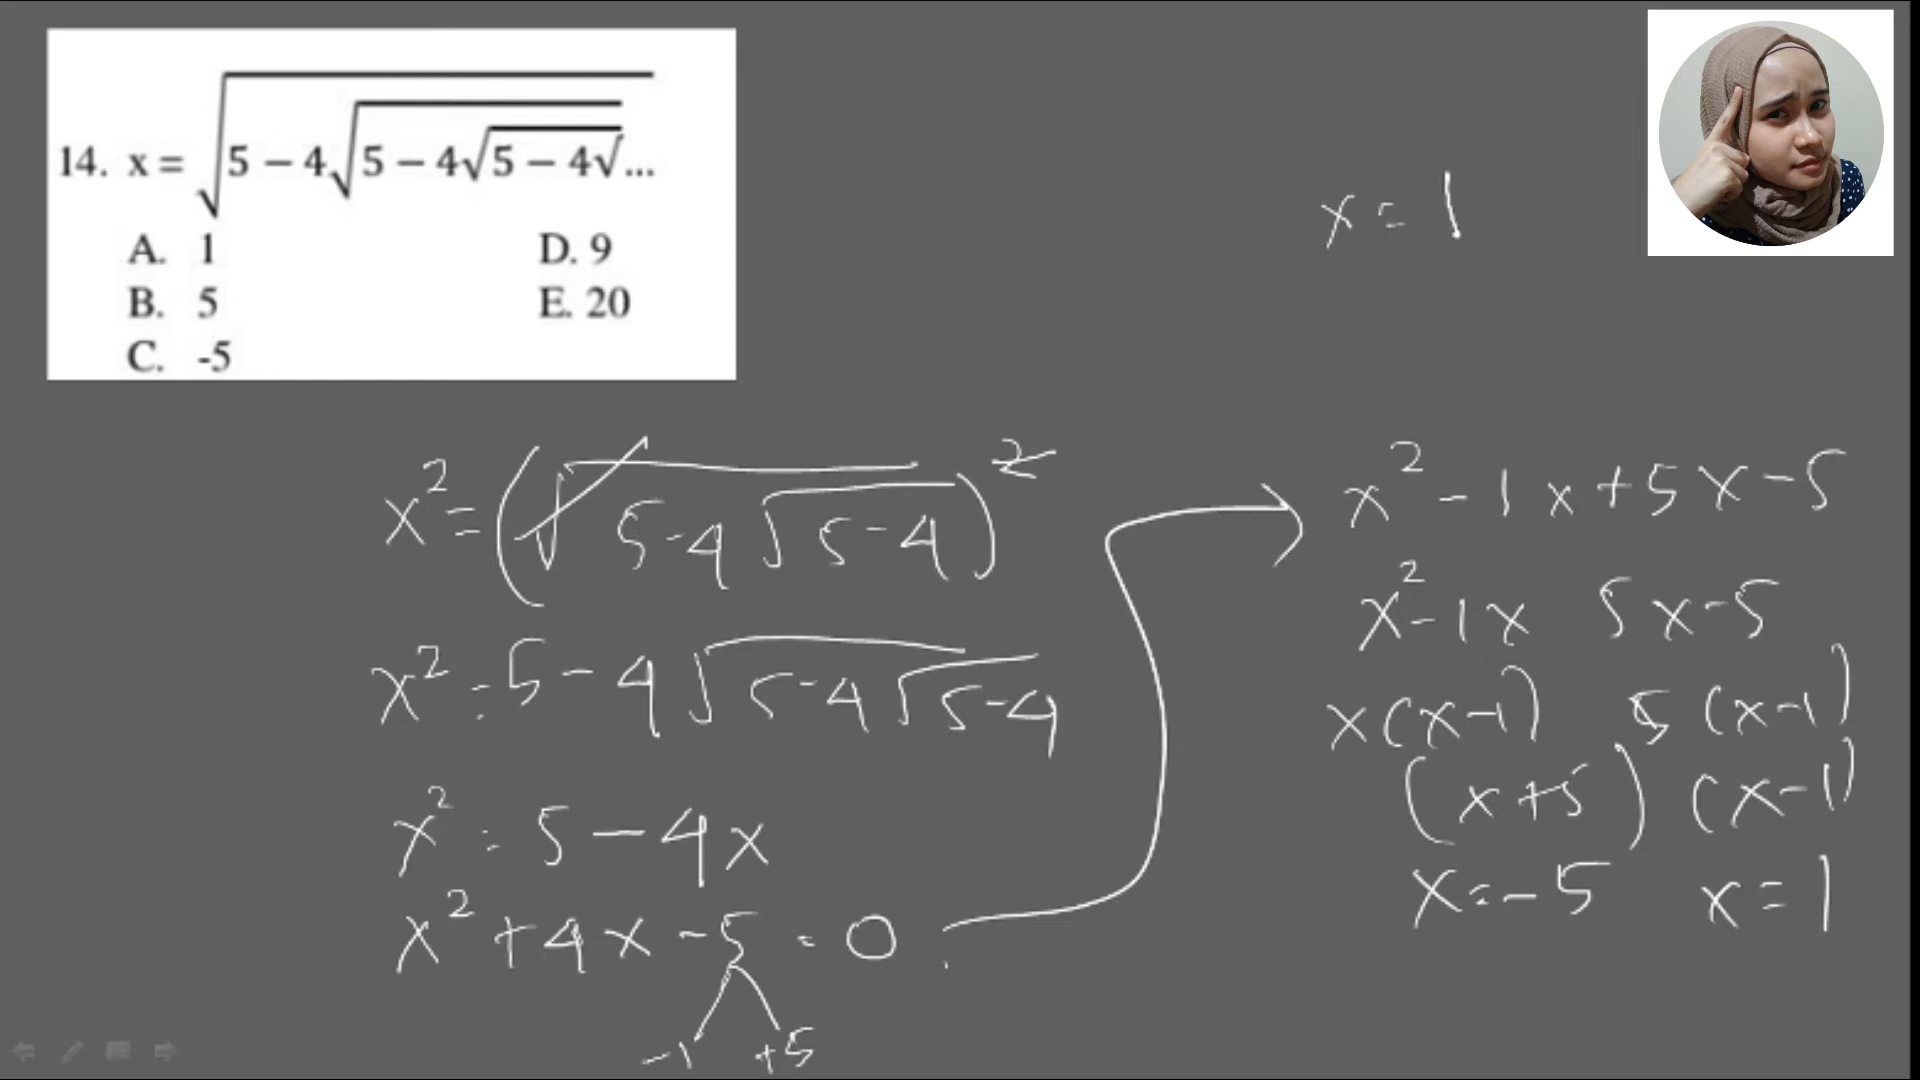 14. x = √5 – 4√5 – 4√5 – 4√...
A. 1
B. 5
C. -5
D. 9
E. 20
x = 1
x² = (√5-4√5-4)²
x² = 5-4√5-4√5-4
x² = 5-4x
x²+4x-5 = 0
-1 +5
x²-1x+5x-5
x²-1x 5x-5
x(x-1) 5(x-1)
(x+5) (x-1)
x=-5 x=1